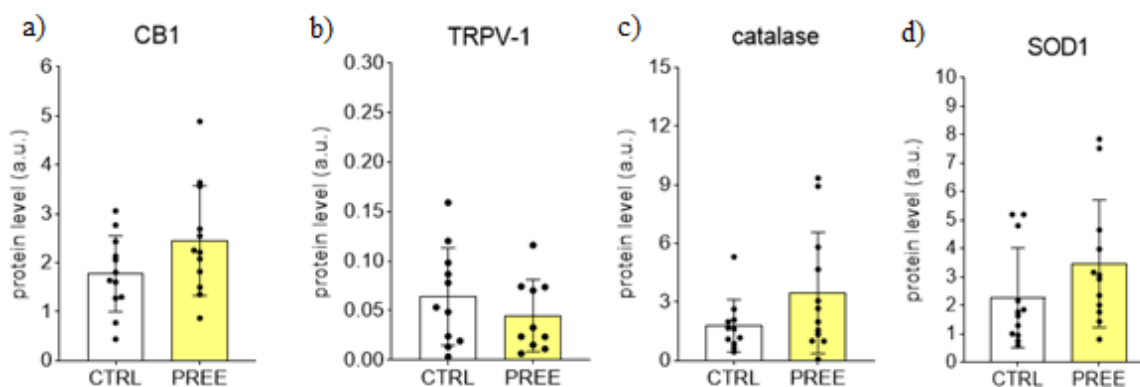 a)
CB1
protein level (a.u.)
6
5
4
3
2
1
0
CTRL PREE
b)
TRPV-1
protein level (a.u.)
0.30
0.25
0.20
0.15
0.10
0.05
0.00
CTRL PREE
c)
catalase
protein level (a.u.)
15
12
9
6
3
0
CTRL PREE
d)
SOD1
protein level (a.u.)
10
9
8
7
6
5
4
3
2
1
0
CTRL PREE